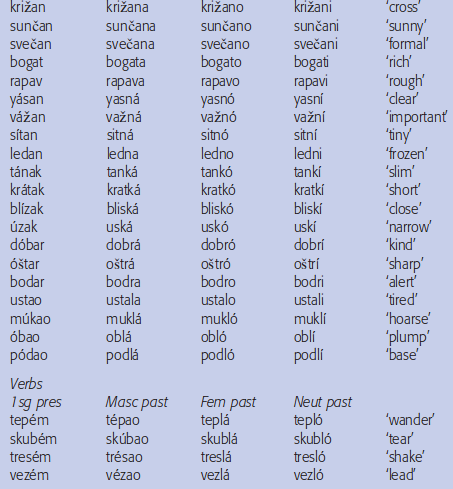 križan križana križano križani ‘cross’
sunčan sunčana sunčano sunčani ‘sunny’
svečan svečana svečano svečani ‘formal’
bogat bogata bogato bogati ‘rich’
rapav rapava rapavo rapavi ‘rough’
yásan yasná yasnó yasní ‘clear’
vážan važná važnó važní ‘important’
sítan sitná sitnó sitní ‘tiny’
ledan ledna ledno ledni ‘frozen’
tának tanká tankó tankí ‘slim’
krátak kratká kratkó kratkí ‘short’
blízak bliská bliskó bliskí ‘close’
úzak uská uskó uskí ‘narrow’
dóbar dobrá dobró dobrí ‘kind’
óštar oštrá oštró óštrí ‘sharp’
bodar bodra bodro bodri ‘alert’
ustao ustala ustalo ustali ‘tired’
múkao muklá mukló muklí ‘hoarse’
óbao oblá obló oblí ‘plump’
pódao podlá podló podlí ‘base’
Verbs
1sg pres Masc past Fem past Neut past
tepém tépao teplá tepló ‘wander’
skubém skúbao skublá skubló ‘tear’
tresém trésao treslá tresló ‘shake’
vezém vézao vezlá vezló ‘lead’